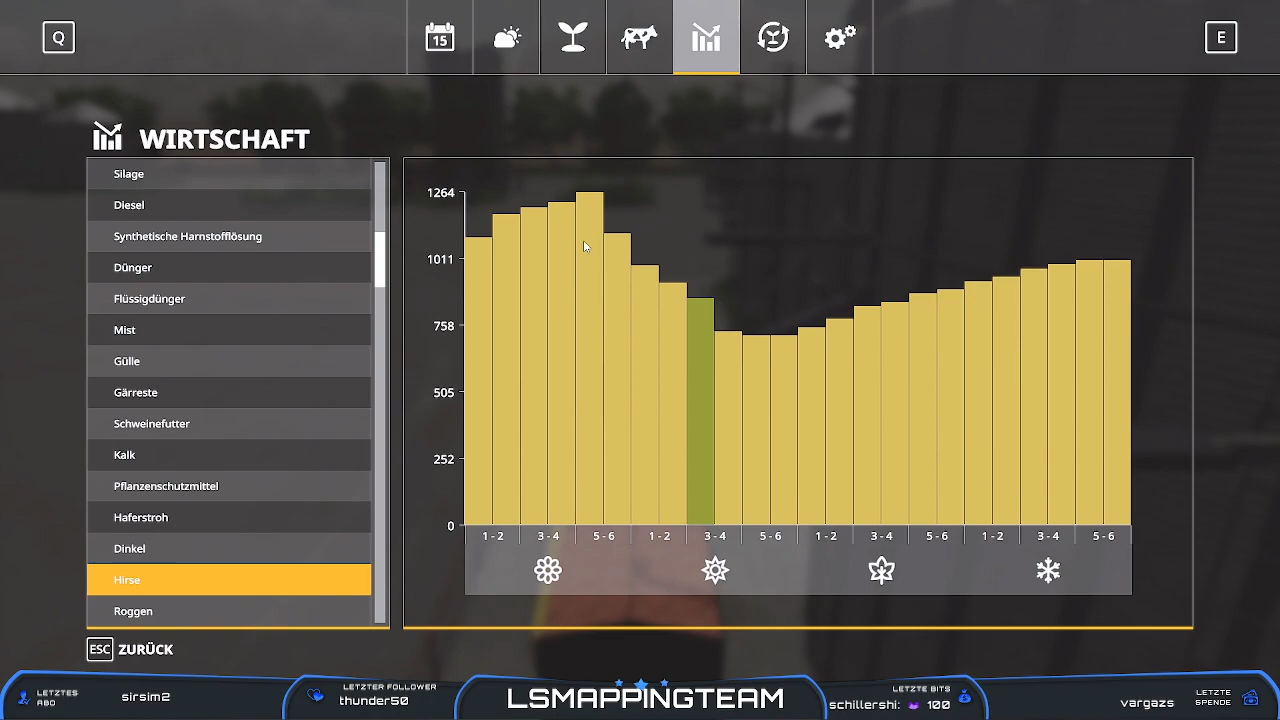 Q
15
E
WIRTSCHAFT
Silage
Diesel
Synthetische Harnstofflösung
Dünger
Flüssigdünger
Mist
Gülle
Gärreste
Schweinefutter
Kalk
Pflanzenschutzmittel
Haferstroh
Dinkel
Hirse
Roggen
1264
1011
758
505
252
0
1 - 2 3 - 4 5 - 6 1 - 2 3 - 4 5 - 6 1 - 2 3 - 4 5 - 6 1 - 2 3 - 4 5 - 6
ESC ZURÜCK
LETZTES
ABO
sirsim2
LETZTER FOLLOWER
thunder50
LSMAPPINGTEAM
LETZTE BITS
schillershi: 100
vargazs
LETZTE
SPENDE